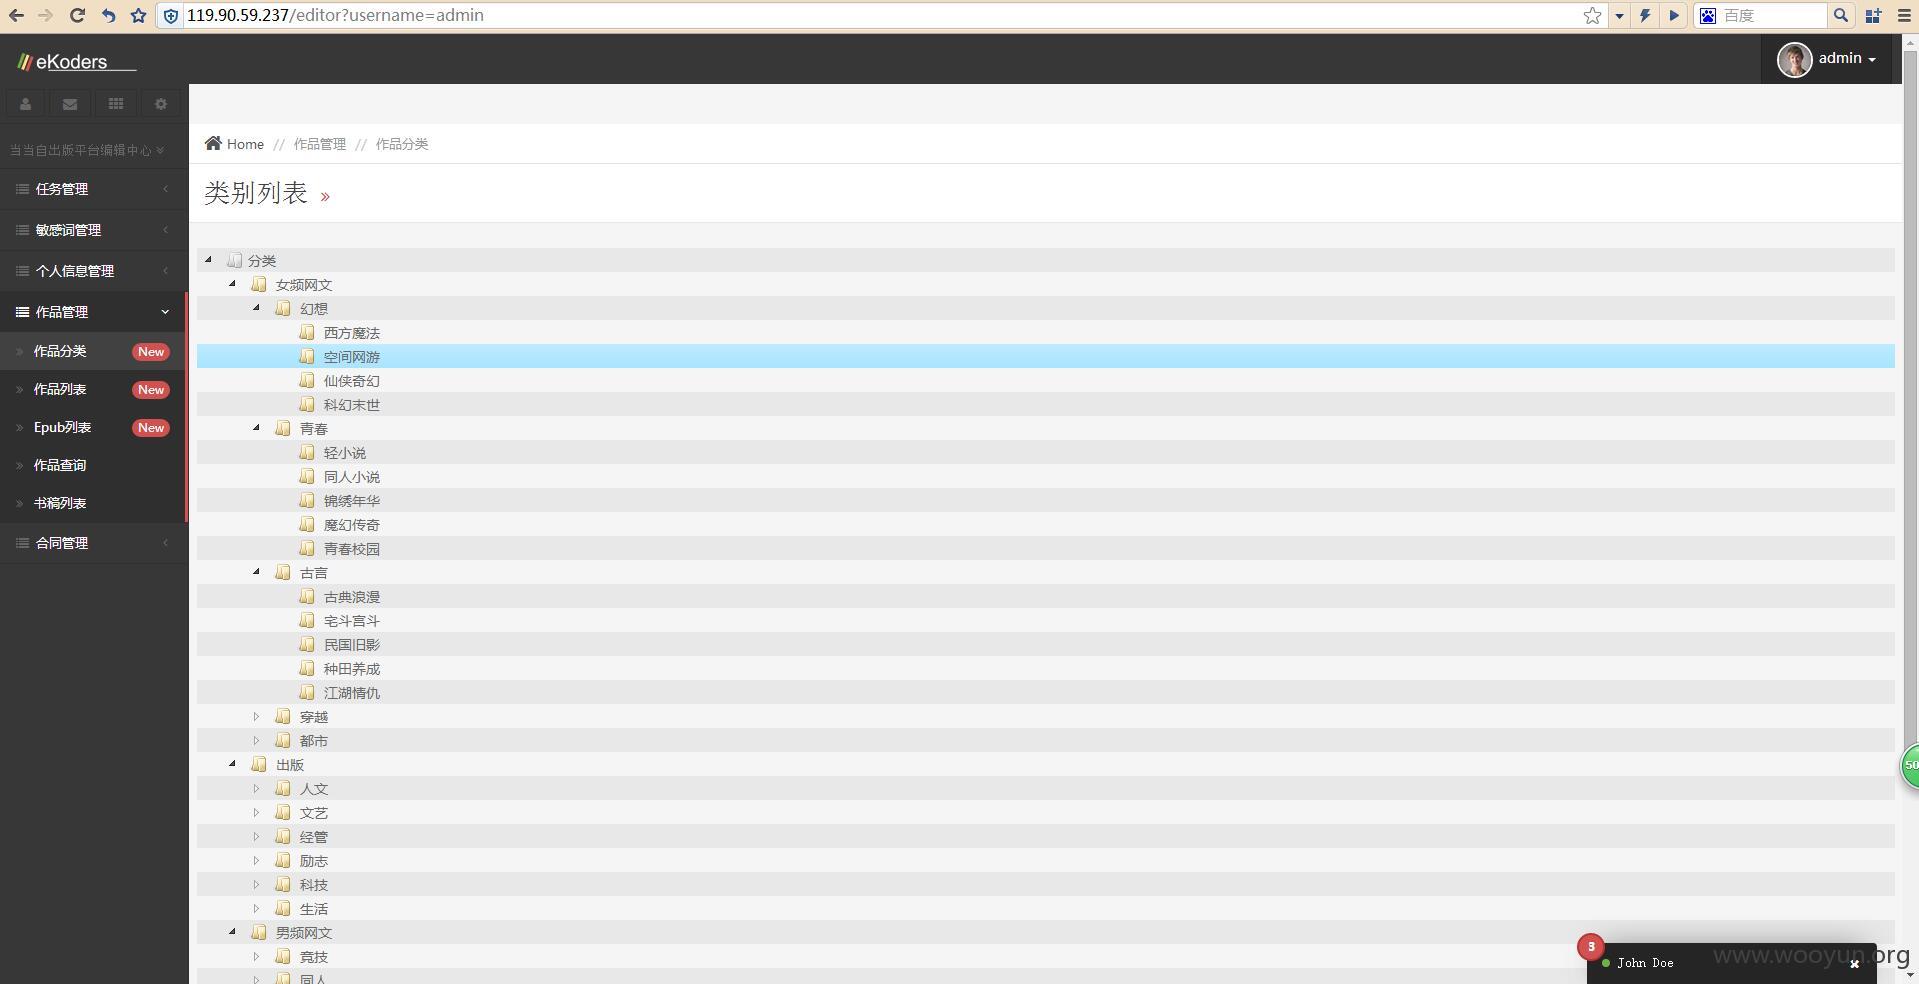 119.90.59.237/editor?username=admin
百度
eKoders
admin
当当自出版平台编辑中心
任务管理
敏感词管理
个人信息管理
作品管理
作品分类 New
作品列表 New
Epub列表 New
作品查询
书稿列表
合同管理
Home // 作品管理 // 作品分类
类别列表 »
分类
女频网文
幻想
西方魔法
空间网游
仙侠奇幻
科幻末世
青春
轻小说
同人小说
锦绣年华
魔幻传奇
青春校园
古言
古典浪漫
宅斗宫斗
民国旧影
种田养成
江湖情仇
穿越
都市
出版
人文
文艺
经管
励志
科技
生活
男频网文
竞技
同人
50
3
John Doe
www.wooyun.org